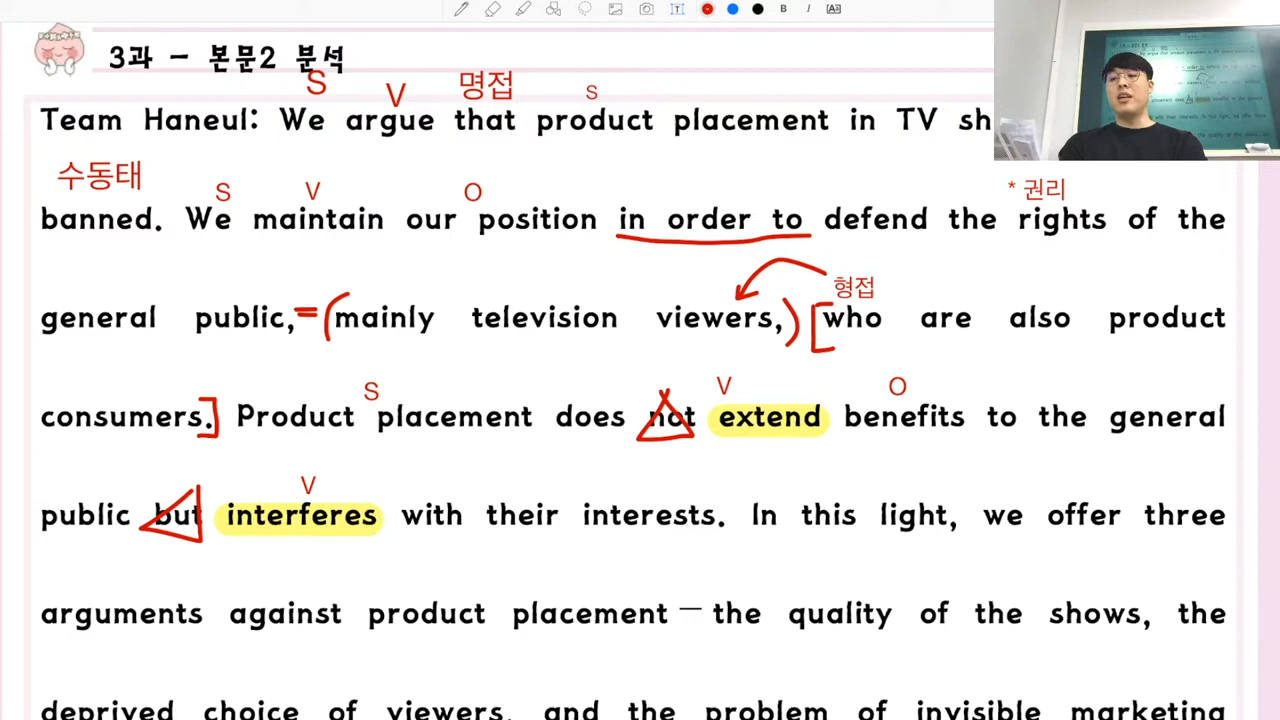 B I A
3과 - 본문2 분석
S V 명접 S
Team Haneul: We argue that product placement in TV sh
수동태 S V O * 권리
banned. We maintain our position in order to defend the rights of the
형접
general public,=(mainly television viewers,) [who are also product
S V O
consumers.] Product placement does not extend benefits to the general
V
public but interferes with their interests. In this light, we offer three
arguments against product placement — the quality of the shows, the
deprived choice of viewers, and the problem of invisible marketing